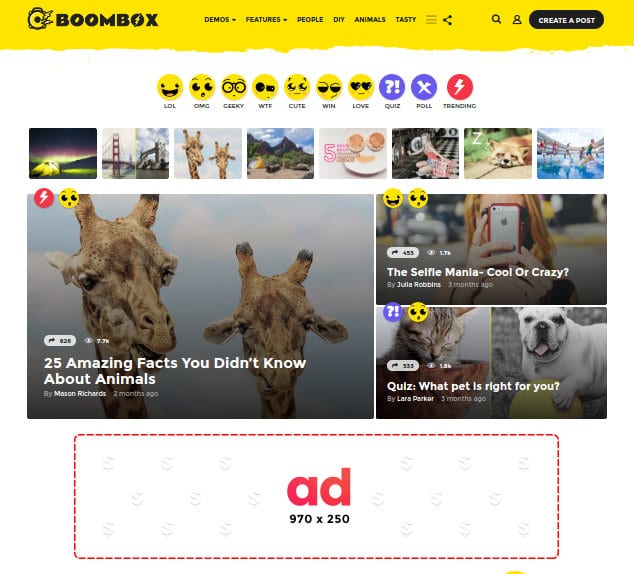 BOOMBOX
DEMOS FEATURES PEOPLE DIY ANIMALS TASTY
CREATE A POST
LOL OMG GEEKY WTF CUTE WIN LOVE QUIZ POLL TRENDING
?!
5
Z
626 7.7k
25 Amazing Facts You Didn't Know
About Animals
By Mason Richards 2 months ago
455 1.7k
The Selfie Mania- Cool Or Crazy?
By Julia Robbins 3 months ago
?!
533 1.8k
Quiz: What pet is right for you?
By Lara Parker 3 months ago
$ $ $ $ $ $
ad
$ $ $ $ $ $
970 x 250
$ $ $ $ $ $